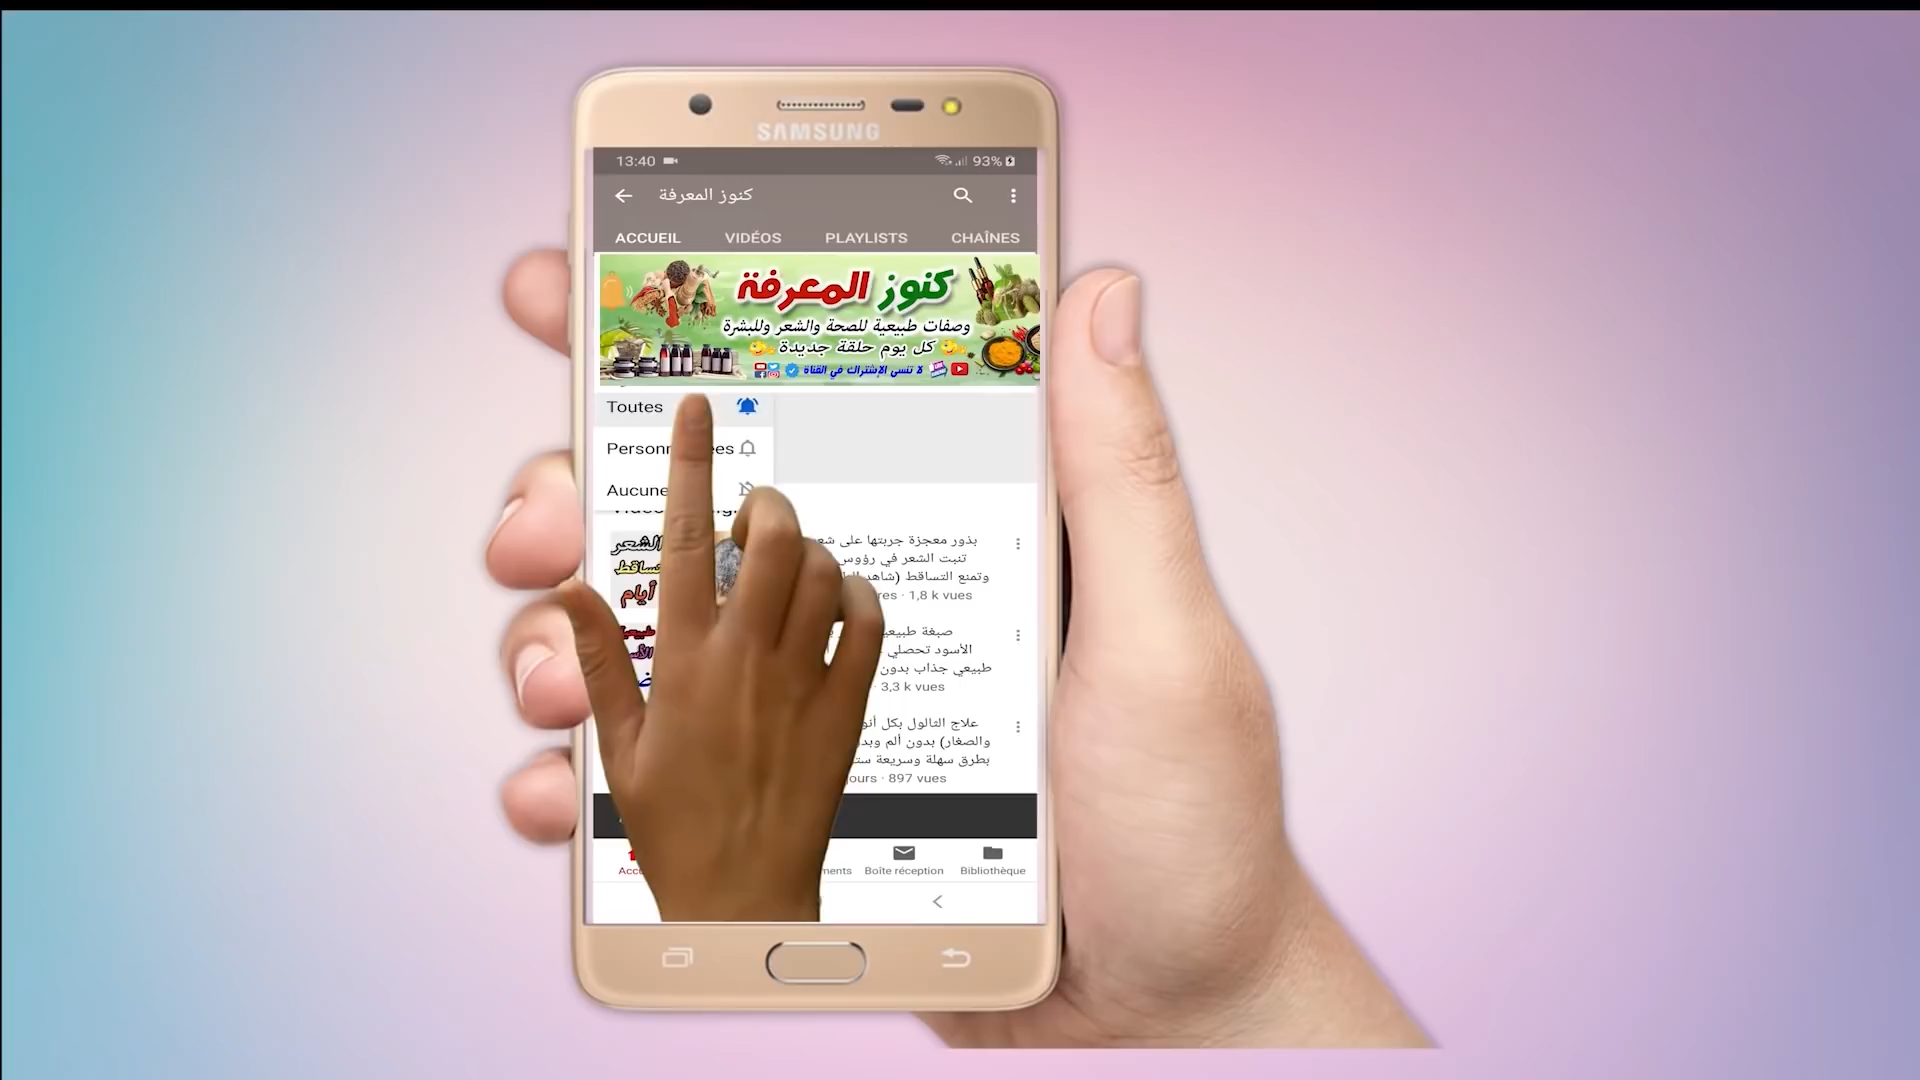 SAMSUNG
13:40
93%
كنوز المعرفة
ACCUEIL VIDÉOS PLAYLISTS CHAÎNES
كنوز المعرفة
وصفات طبيعية للصحة والشعر وللبشرة
كل يوم حلقة جديدة
لا تنسى الإشتراك في القناة
Toutes
Aucune
الشعر
أيام
بذور معجزة جربتها على
تنبت الشعر في رؤوس
وتمنع التساقط (شاهد
1,8 k vues
صبغة
الأسود تحصلي
طبيعي جذاب بدون
3,3 k vues
علاج الثالول بكل
والصغار) بدون ألم
بطرق سهلة وسريعة
897 vues
Boîte réception
Bibliothèque